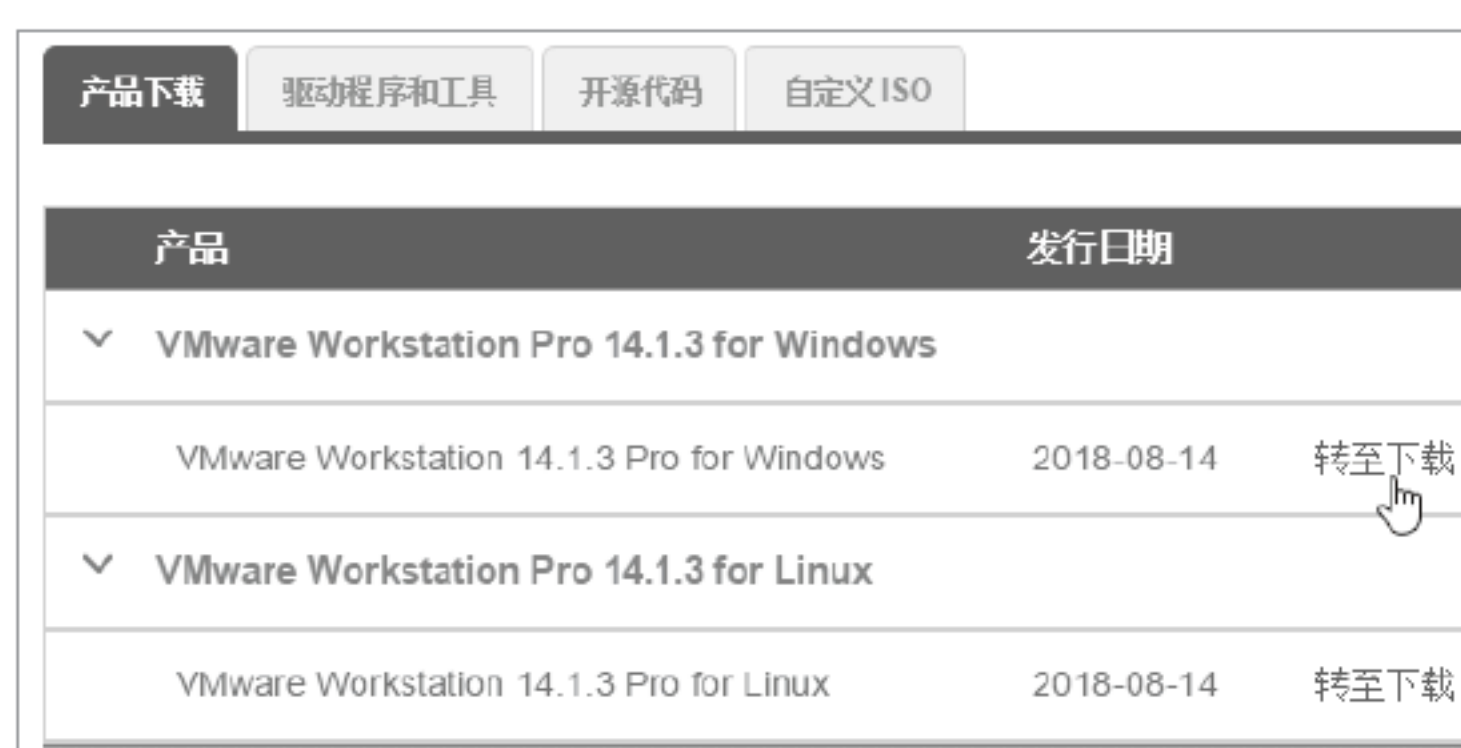 产品下载 驱动程序和工具 开源代码 自定义 ISO
产品 发行日期
VMware Workstation Pro 14.1.3 for Windows
VMware Workstation 14.1.3 Pro for Windows 2018-08-14 转至下载
VMware Workstation Pro 14.1.3 for Linux
VMware Workstation 14.1.3 Pro for Linux 2018-08-14 转至下载